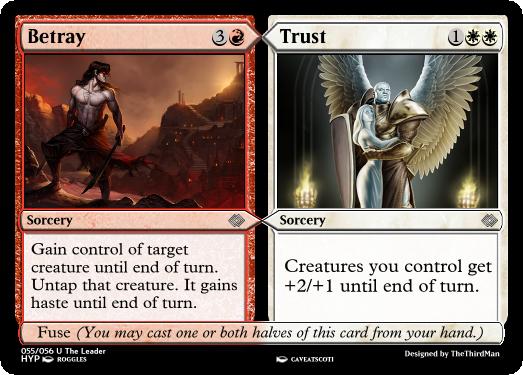 Betray 3
Sorcery
Gain control of target
creature until end of turn.
Untap that creature. It gains
haste until end of turn.
Trust 1
Sorcery
Creatures you control get
+2/+1 until end of turn.
Fuse (You may cast one or both halves of this card from your hand.)
055/056 U The Leader
HYP ROGGLES
CAVEATSCOTI
Designed by TheThirdMan